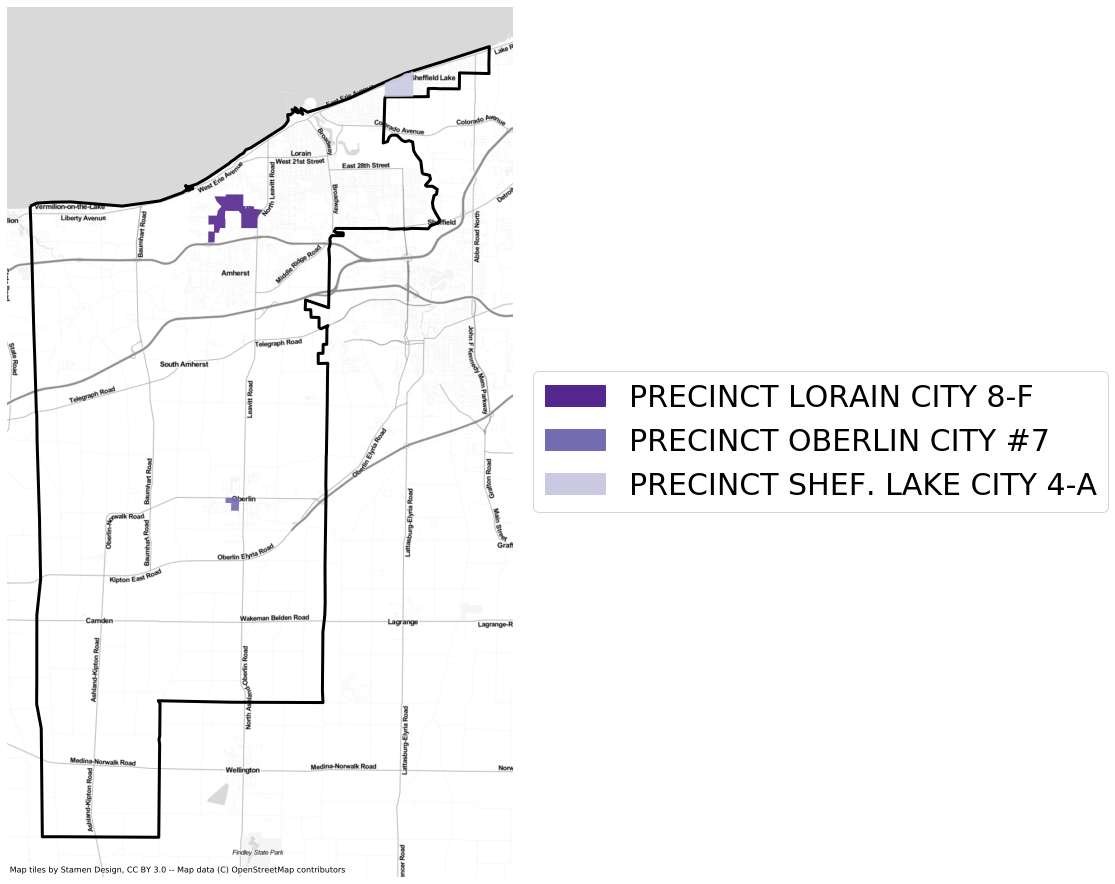 Lake R
Sheffield Lake
East Erie Avenue
Colorado Avenue
Colorado Avenue
Broadway
Lorain
West 21st Street
East 28th Street
West Erie Avenue
North Leavitt Road
Broadway
Detroit
Vermilion-on-the-Lake
Liberty Avenue
lion
Baumhart Road
Sheffield
Abbe Road North
Middle Ridge Road
Amherst
State Road
Telegraph Road
South Amherst
John F Kennedy Mem Parkway
Telegraph Road
Leavitt Road
PRECINCT LORAIN CITY 8-F
PRECINCT OBERLIN CITY #7
PRECINCT SHEF. LAKE CITY 4-A
Oberlin Elyria Road
Baumhart Road
Grafton Road
Oberlin
Oberlin-Norwalk Road
Baumhart Road
Lattasburg-Elyria Road
Main Street
Graf
Oberlin Elyria Road
Kipton East Road
Camden
Wakeman Belden Road
Lagrange
Lagrange-R
Ashland-Kipton Road
North Ashland-Oberlin Road
Lattasburg-Elyria Road
Medina-Norwalk Road
Wellington
Medina-Norwalk Road
Norw
Ashland-Kipton Road
Findley State Park
ncer Road
Map tiles by Stamen Design, CC BY 3.0 -- Map data (C) OpenStreetMap contributors